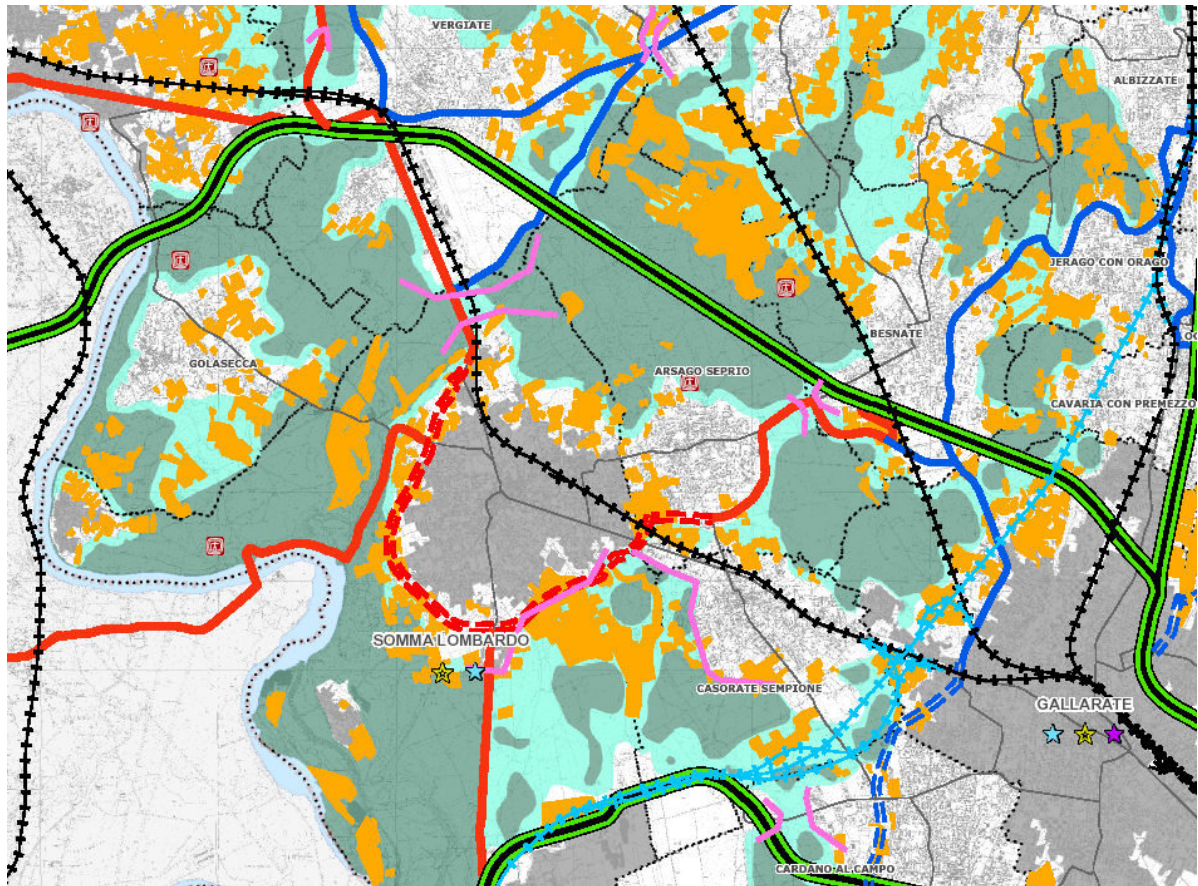 VERGIATE
ALBIZZATE
JERAGO CON ORAGO
BESNATE
GOLASECCA
ARSAGO SEPRIO
CAVARIA CON PREMEZZO
SOMMA LOMBARDO
CASORATE SEMPIONE
GALLARATE
CARDANO AL CAMPO